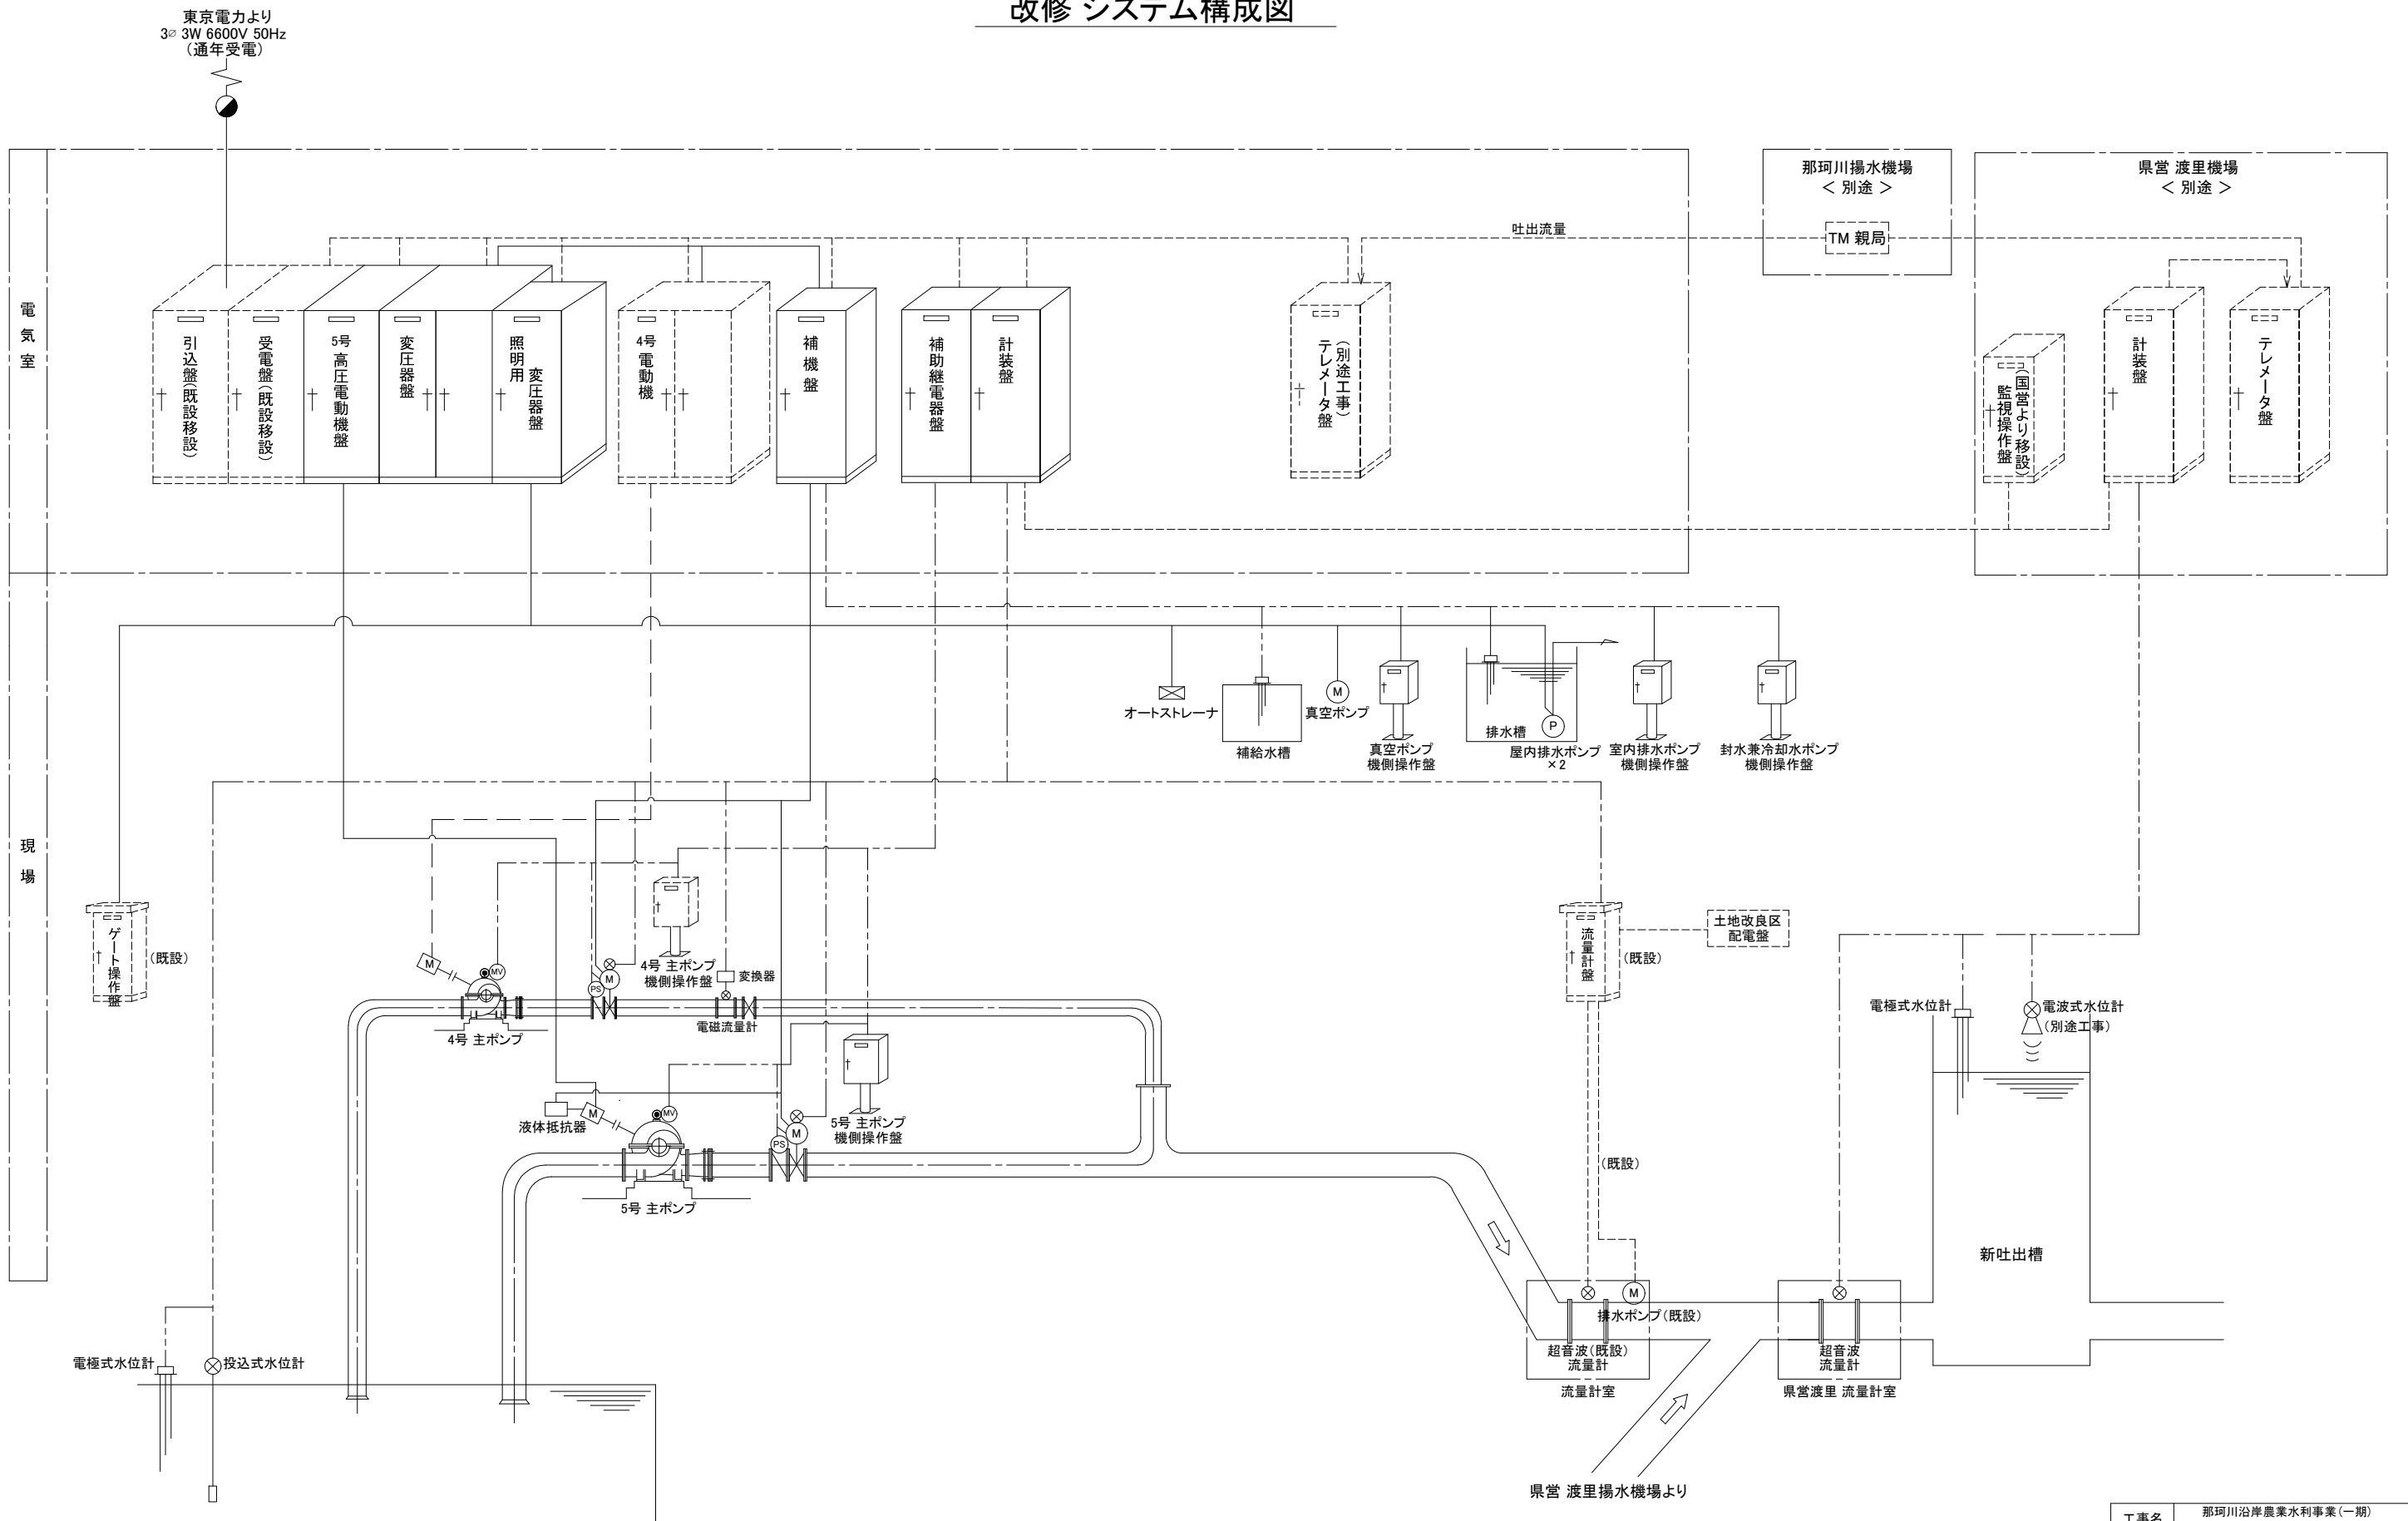 改修 システム構成図
東京電力より
3∅ 3W 6600V 50Hz
(通年受電)
電気室
引込盤(既設移設)
受電盤(既設移設)
5号
高圧電動機盤
変圧器盤
照明用
変圧器盤
4号
電動機
補機盤
補助継電器盤
計装盤
(別途工事)
テレメータ盤
吐出流量
那珂川揚水機場
< 別途 >
TM 親局
県営 渡里機場
< 別途 >
(国営より移設)
監視操作盤
計装盤
テレメータ盤
現場
オートストレーナ
補給水槽
M
真空ポンプ
真空ポンプ
機側操作盤
排水槽
P
屋内排水ポンプ
×2
室内排水ポンプ
機側操作盤
封水兼冷却水ポンプ
機側操作盤
ゲート操作盤
(既設)
M
MV
4号 主ポンプ
4号 主ポンプ
機側操作盤
PS
M
変換器
電磁流量計
流量計盤
(既設)
土地改良区
配電盤
電極式水位計
電波式水位計
(別途工事)
液体抵抗器
M
MV
5号 主ポンプ
5号 主ポンプ
機側操作盤
PS
M
(既設)
新吐出槽
M
排水ポンプ(既設)
超音波(既設)
流量計
流量計室
超音波
流量計
県営渡里 流量計室
電極式水位計
投込式水位計
県営 渡里揚水機場より
工事名
那珂川沿岸農業水利事業(一期)